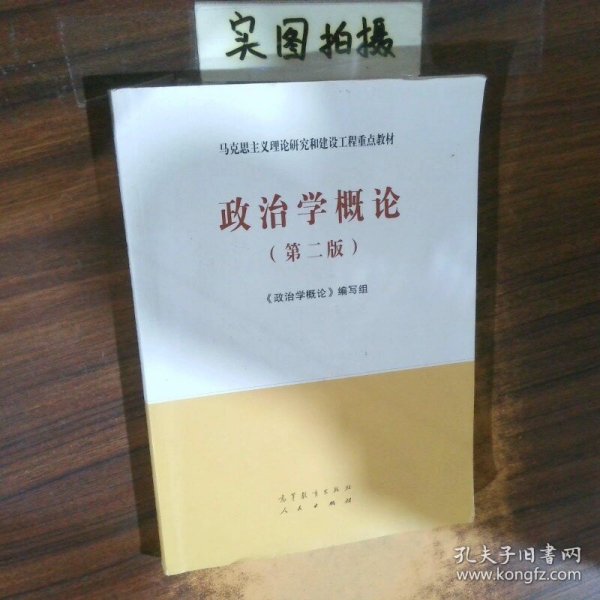 实图拍摄
马克思主义理论研究和建设工程重点教材
政治学概论
（第二版）
《政治学概论》编写组
高等教育出版社
人民出版社
孔夫子旧书网
www.kongfz.com